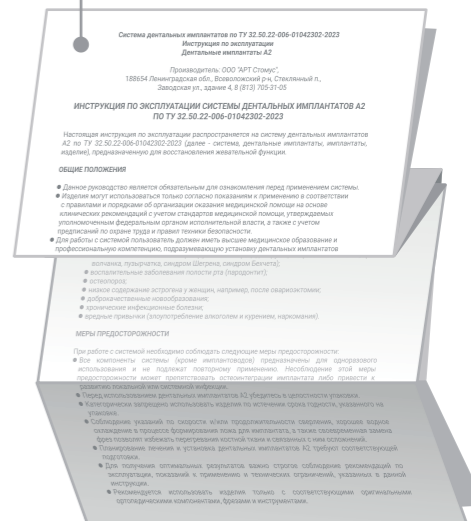 Система дентальных имплантатов по ТУ 32.50.22-006-01042302-2023
Инструкция по эксплуатации
Дентальные имплантаты А2
Производитель: ООО "АРТ Стомус",
188654 Ленинградская обл., Всеволожский р-н, Стеклянный п.,
Заводская ул., здание 4, 8 (813) 705-31-05
ИНСТРУКЦИЯ ПО ЭКСПЛУАТАЦИИ СИСТЕМЫ ДЕНТАЛЬНЫХ ИМПЛАНТАТОВ А2
ПО ТУ 32.50.22-006-01042302-2023
Настоящая инструкция по эксплуатации распространяется на систему дентальных имплантатов
А2 по ТУ 32.50.22-006-01042302-2023 (далее - система, дентальные имплантаты, имплантаты,
изделие), предназначенную для восстановления жевательной функции.
ОБЩИЕ ПОЛОЖЕНИЯ
● Данное руководство является обязательным для ознакомления перед применением системы.
● Изделия могут использоваться только согласно показаниям к применению в соответствии
с правилами и порядками об организации оказания медицинской помощи на основе
клинических рекомендаций с учетом стандартов медицинской помощи, утверждаемых
уполномоченным федеральным органом исполнительной власти, а также с учетом
предписаний по охране труда и правил техники безопасности.
● Для работы с системой пользователь должен иметь высшее медицинское образование и
профессиональную компетенцию, подразумевающую установку дентальных имплантатов
волчанка, пузырчатка, синдром Шегрена, синдром Бехчета);
● воспалительные заболевания полости рта (пародонтит);
● остеопороз;
● низкое содержание эстрогена у женщин, например, после овариоэктомии;
● доброкачественные новообразования;
● хронические инфекционные болезни;
● вредные привычки (злоупотребление алкоголем и курением, наркомания).
МЕРЫ ПРЕДОСТОРОЖНОСТИ
При работе с системой необходимо соблюдать следующие меры предосторожности:
● Все компоненты системы (кроме имплантоводов) предназначены для одноразового
использования и не подлежат повторному применению. Несоблюдение этой меры
предосторожности может препятствовать остеоинтеграции имплантата либо привести к
развитию локальной или системной инфекции.
● Перед использованием дентальных имплантатов А2 убедитесь в целостности упаковки.
● Категорически запрещено использовать изделия по истечении срока годности, указанного на
упаковке.
● Соблюдение указаний по скорости и/или продолжительности сверления, хорошее водное
охлаждение в процессе формирования ложа для имплантата, а также своевременная замена
фрез позволят избежать перегревания костной ткани и связанных с ним осложнений.
● Планирование лечения и установка дентальных имплантатов А2 требуют соответствующей
подготовки.
● Для получения оптимальных результатов важно строгое соблюдение рекомендаций по
эксплуатации, показаний к применению и технических ограничений, указанных в данной
инструкции.
● Рекомендуется использовать изделия только с соответствующими оригинальными
ортопедическими компонентами, фрезами и инструментами.